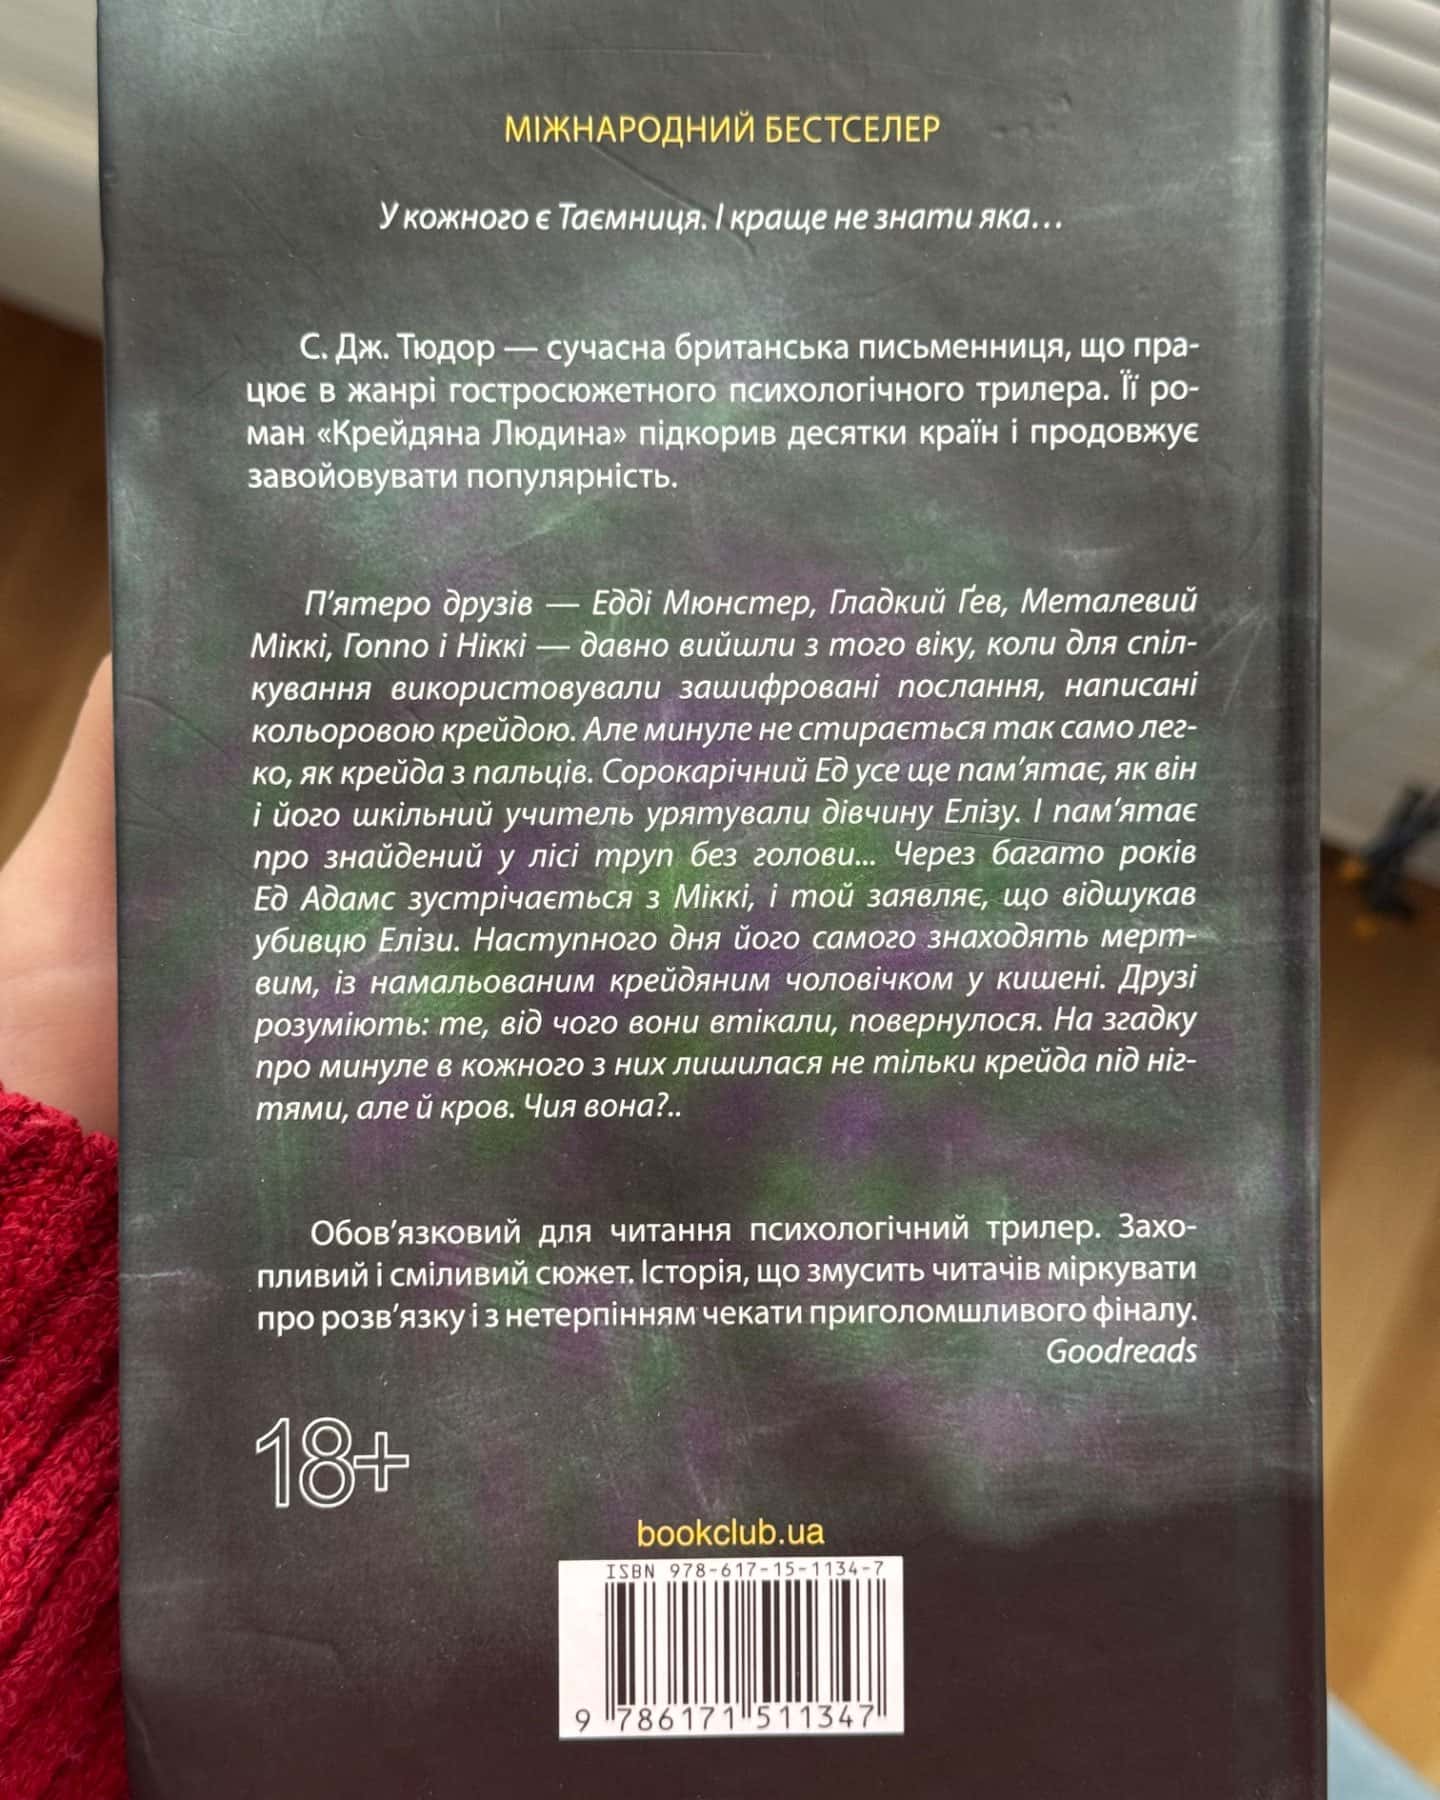 МІЖНАРОДНИЙ БЕСТСЕЛЕР
У кожного є Таємниця. І краще не знати яка...
С. Дж. Тюдор — сучасна британська письменниця, що пра-
цює в жанрі гостросюжетного психологічного трилера. Її ро-
ман «Крейдяна Людина» підкорив десятки країн і продовжує
завойовувати популярність.
П’ятеро друзів — Едді Мюнстер, Гладкий Ґев, Металевий
Міккі, Гоппо і Ніккі — давно вийшли з того віку, коли для спіл-
кування використовували зашифровані послання, написані
кольоровою крейдою. Але минуле не стирається так само лег-
ко, як крейда з пальців. Сорокарічний Ед усе ще пам’ятає, як він
і його шкільний учитель урятували дівчину Елізу. І пам’ятає
про знайдений у лісі труп без голови... Через багато років
Ед Адамс зустрічається з Міккі, і той заявляє, що відшукав
убивцю Елізи. Наступного дня його самого знаходять мерт-
вим, із намальованим крейдяним чоловічком у кишені. Друзі
розуміють: те, від чого вони втікали, повернулося. На згадку
про минуле в кожного з них лишилася не тільки крейда під ніг-
тями, але й кров. Чия вона?..
Обов’язковий для читання психологічний трилер. Захо-
пливий і сміливий сюжет. Історія, що змусить читачів міркувати
про розв’язку і з нетерпінням чекати приголомшливого фіналу.
Goodreads
18+
bookclub.ua
ISBN 978-617-15-1134-7
9 786171 511347